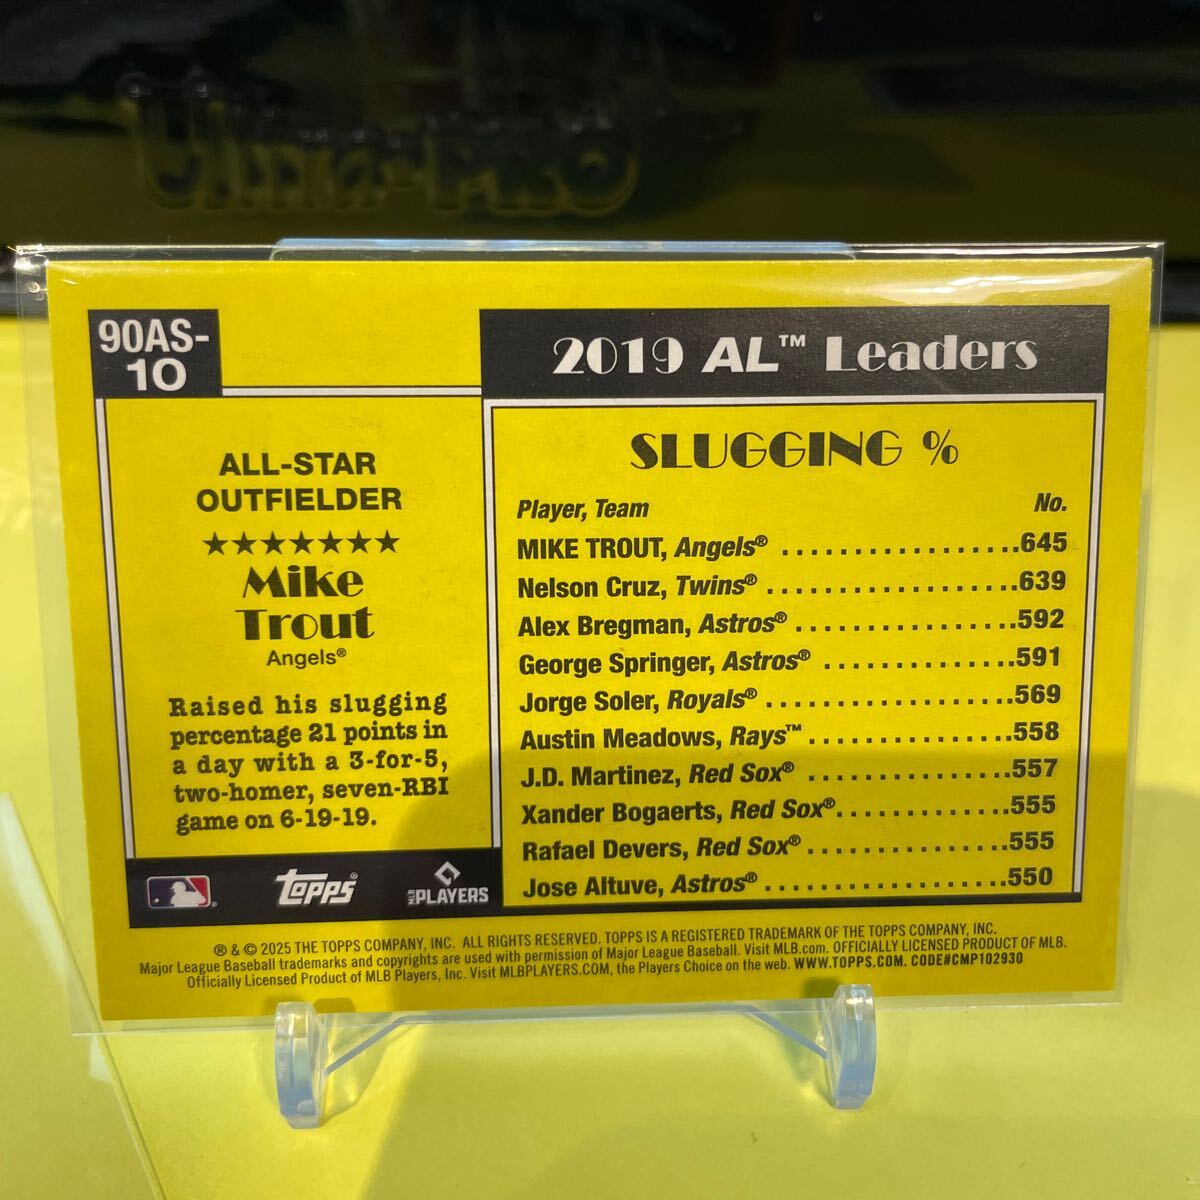 Ultra•PRO
90AS-
10
ALL-STAR
OUTFIELDER
★★★★★★★
Mike
Trout
Angels®
Raised his slugging
percentage 21 points in
a day with a 3-for-5,
two-homer, seven-RBI
game on 6-19-19.
2019 AL™ Leaders
SLUGGING %
Player, Team No.
MIKE TROUT, Angels® ..................645
Nelson Cruz, Twins® ..................639
Alex Bregman, Astros® ................592
George Springer, Astros® ..............591
Jorge Soler, Royals® ..................569
Austin Meadows, Rays™ ...............558
J.D. Martinez, Red Sox® ...............557
Xander Bogaerts, Red Sox® ............555
Rafael Devers, Red Sox® ...............555
Jose Altuve, Astros® ..................550
topps®
MLB PLAYERS
® & © 2025 THE TOPPS COMPANY, INC. ALL RIGHTS RESERVED. TOPPS IS A REGISTERED TRADEMARK OF THE TOPPS COMPANY, INC.
Major League Baseball trademarks and copyrights are used with permission of Major League Baseball. Visit MLB.com. OFFICIALLY LICENSED PRODUCT OF MLB.
Officially Licensed Product of MLB Players, Inc. Visit MLBPLAYERS.COM, the Players Choice on the web. WWW.TOPPS.COM. CODE#CMP102930